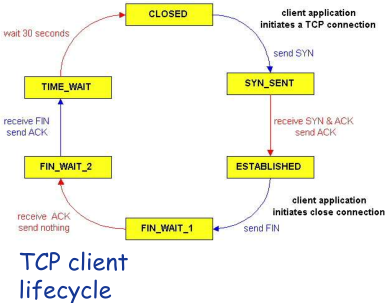 CLOSED
client application
initiates a TCP connection
wait 30 seconds
send SYN
TIME_WAIT
SYN_SENT
receive FIN
send ACK
receive SYN & ACK
send ACK
FIN_WAIT_2
ESTABLISHED
client application
initiates close connection
receive ACK
send nothing
FIN_WAIT_1
send FIN
TCP client
lifecycle